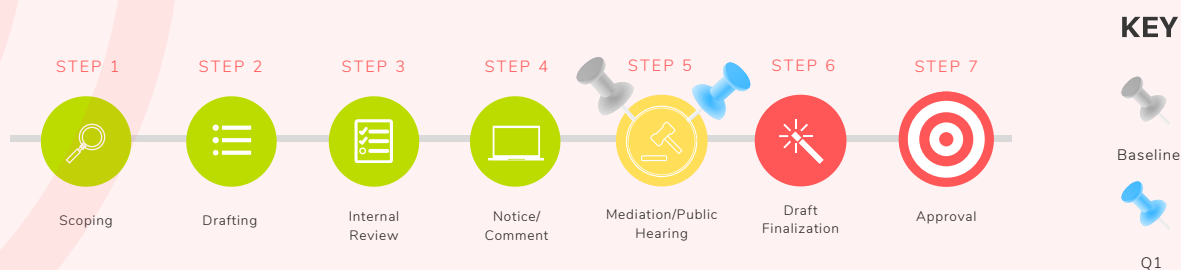 KEY
STEP 1
STEP 2
STEP 3
STEP 4
STEP 5
STEP 6
STEP 7
Scoping
Drafting
Internal
Review
Notice/
Comment
Mediation/Public
Hearing
Draft
Finalization
Approval
Baseline
Q1